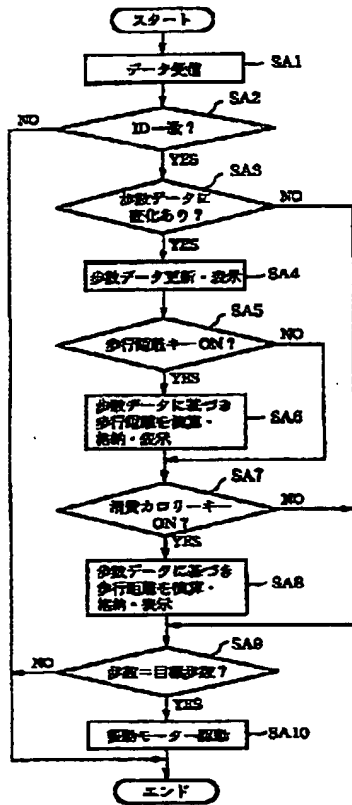 スタート
データ受信
SA1
SA2
ID一致?
NO
YES
SA3
歩数データに
変化あり?
NO
YES
歩数データ更新・表示
SA4
SA5
歩行距離キーON?
NO
YES
歩数データに基づき
歩行距離を換算・
格納・表示
SA6
SA7
消費カロリーキー
ON?
NO
YES
歩数データに基づき
歩行距離を換算・
格納・表示
SA8
SA9
歩数=目標歩数?
NO
YES
振動モーター駆動
SA10
エンド